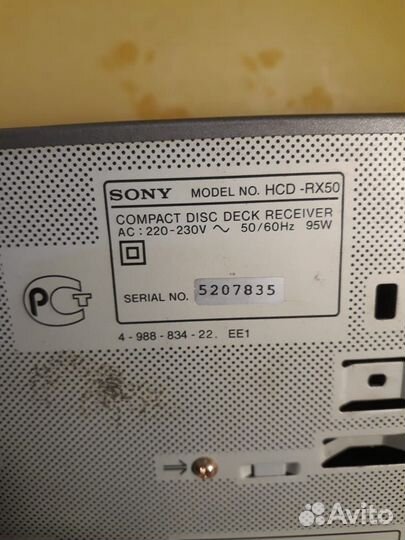 SONY MODEL NO. HCD -RX50
COMPACT DISC DECK RECEIVER
AC : 220-230V ~ 50/60Hz 95W
SERIAL NO. 5207835
РСТ
4 - 988 - 834 - 22. EE1
Avito